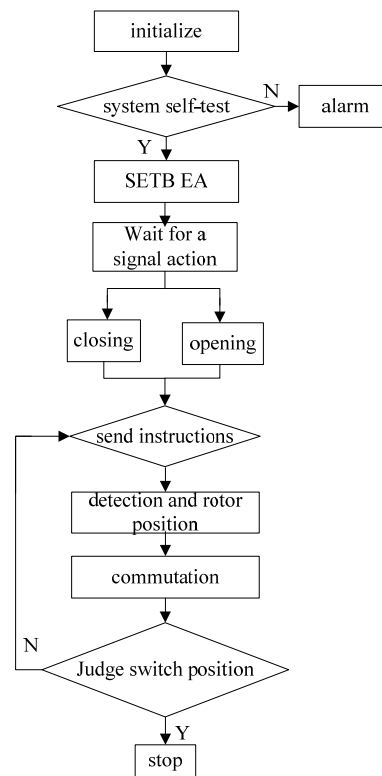 initialize
system self-test
N
alarm
Y
SETB EA
Wait for a
signal action
closing
opening
send instructions
detection and rotor
position
commutation
N
Judge switch position
Y
stop